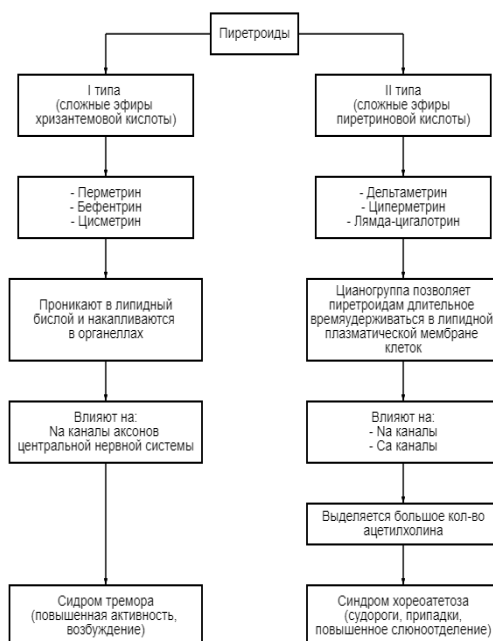 Пиретроиды
I типа
(сложные эфиры
хризантемовой кислоты)
II типа
(сложные эфиры
пиретриновой кислоты)
- Перметрин
- Бефентрин
- Цисметрин
- Дельтаметрин
- Циперметрин
- Лямда-цигалотрин
Проникают в липидный
бислой и накапливаются
в органеллах
Цианогруппа позволяет
пиретроидам длительное
времяудерживаться в липидной
плазматической мембране
клеток
Влияют на:
Na каналы аксонов
центральной нервной системы
Влияют на:
- Na каналы
- Ca каналы
Выделяется большое кол-во
ацетилхолина
Сидром тремора
(повышенная активность,
возбуждение)
Синдром хореоатетоза
(судороги, припадки,
повышенное слюноотделение)